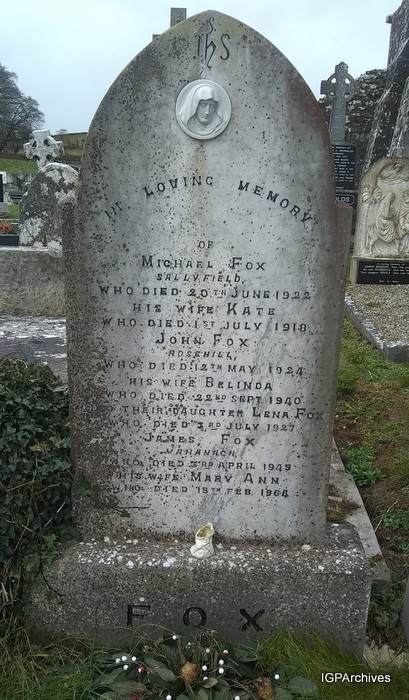 IHS
IN LOVING MEMORY
OF
MICHAEL FOX
SALLYFIELD,
WHO DIED 20TH JUNE 1922
HIS WIFE KATE
WHO DIED 1ST JULY 1918.
JOHN FOX
ROSEHILL,
WHO DIED 12TH MAY 1924
HIS WIFE BELINDA
WHO DIED 22ND SEPT 1940
THEIR DAUGHTER LENA FOX
WHO DIED 3RD JULY 1927
JAMES FOX
WHO DIED 3RD APRIL 1945
HIS WIFE MARY ANN
WHO DIED 15TH FEB 1966
FOX
IGPArchives